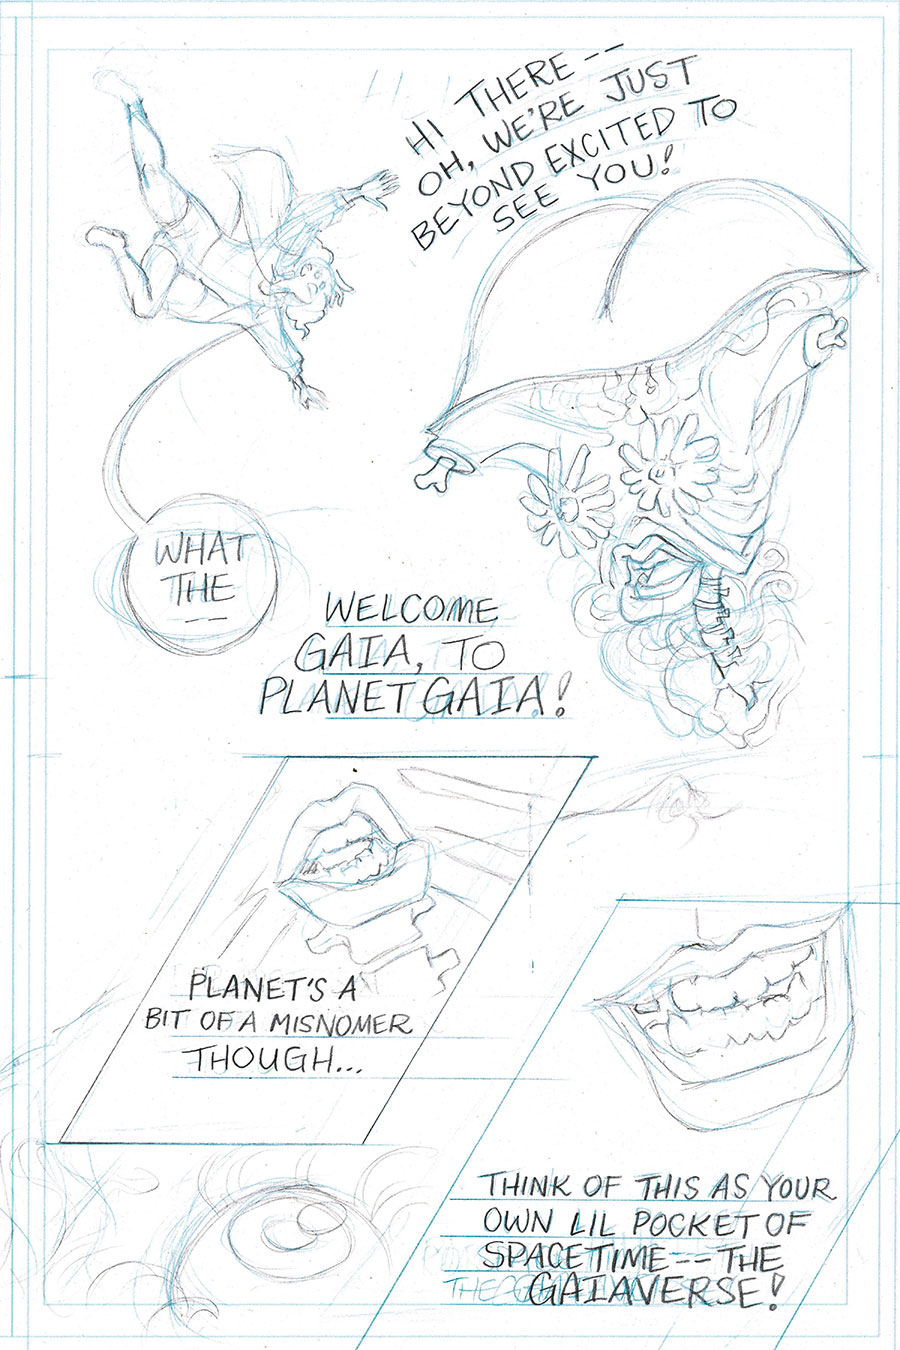 HI THERE--
OH, WE'RE JUST
BEYOND EXCITED TO
SEE YOU!
WHAT
THE
--
WELCOME
GAIA, TO
PLANET GAIA!
PLANET'S A
BIT OF A MISNOMER
THOUGH...
THINK OF THIS AS YOUR
OWN LIL POCKET OF
SPACETIME--THE
GAIAVERSE!